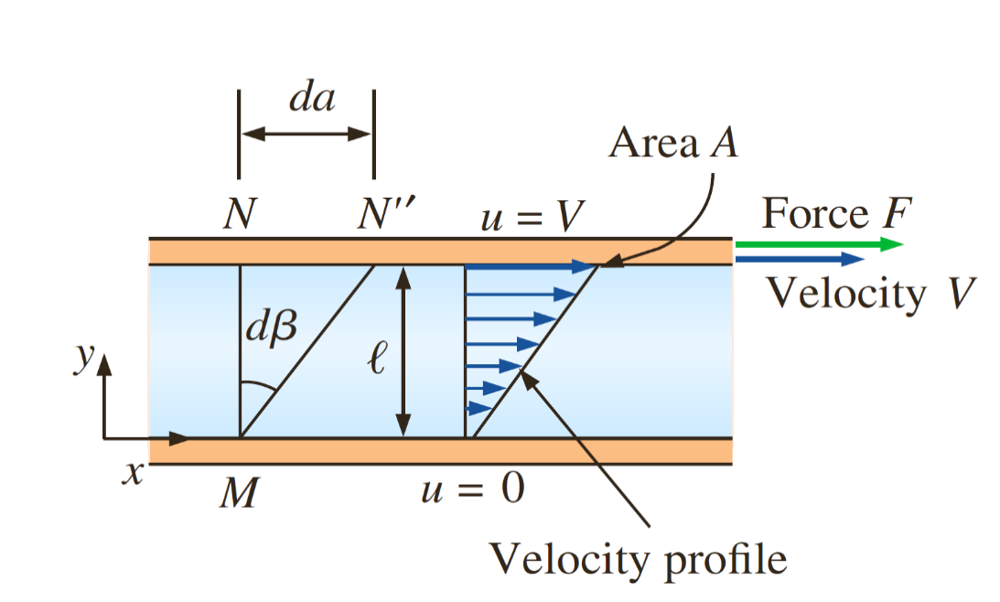 da
Area A
N
N″
u = V
Force F
Velocity V
dβ
ℓ
y
x
M
u = 0
Velocity profile